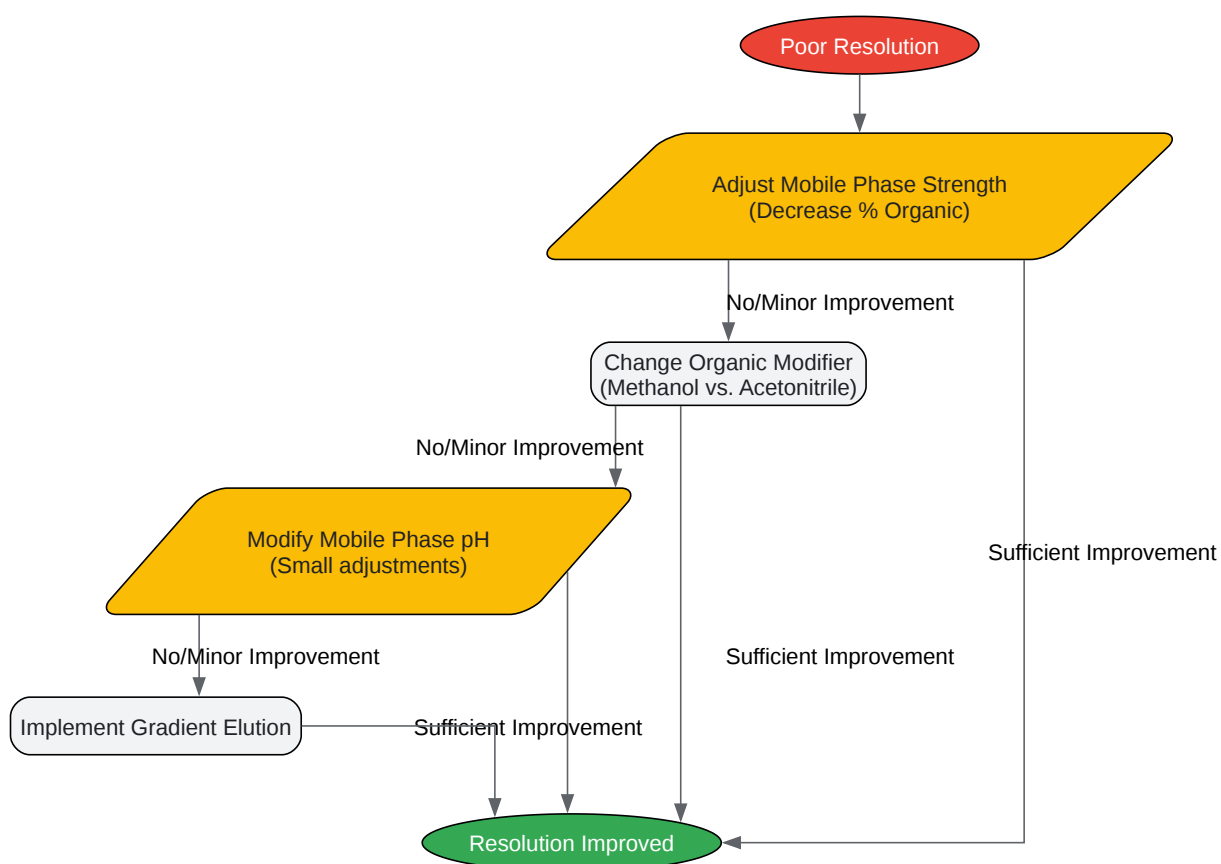 Poor Resolution
Adjust Mobile Phase Strength
(Decrease % Organic)
No/Minor Improvement
Change Organic Modifier
(Methanol vs. Acetonitrile)
No/Minor Improvement
Modify Mobile Phase pH
(Small adjustments)
Sufficient Improvement
No/Minor Improvement
Sufficient Improvement
Implement Gradient Elution
Sufficient Improvement
Resolution Improved